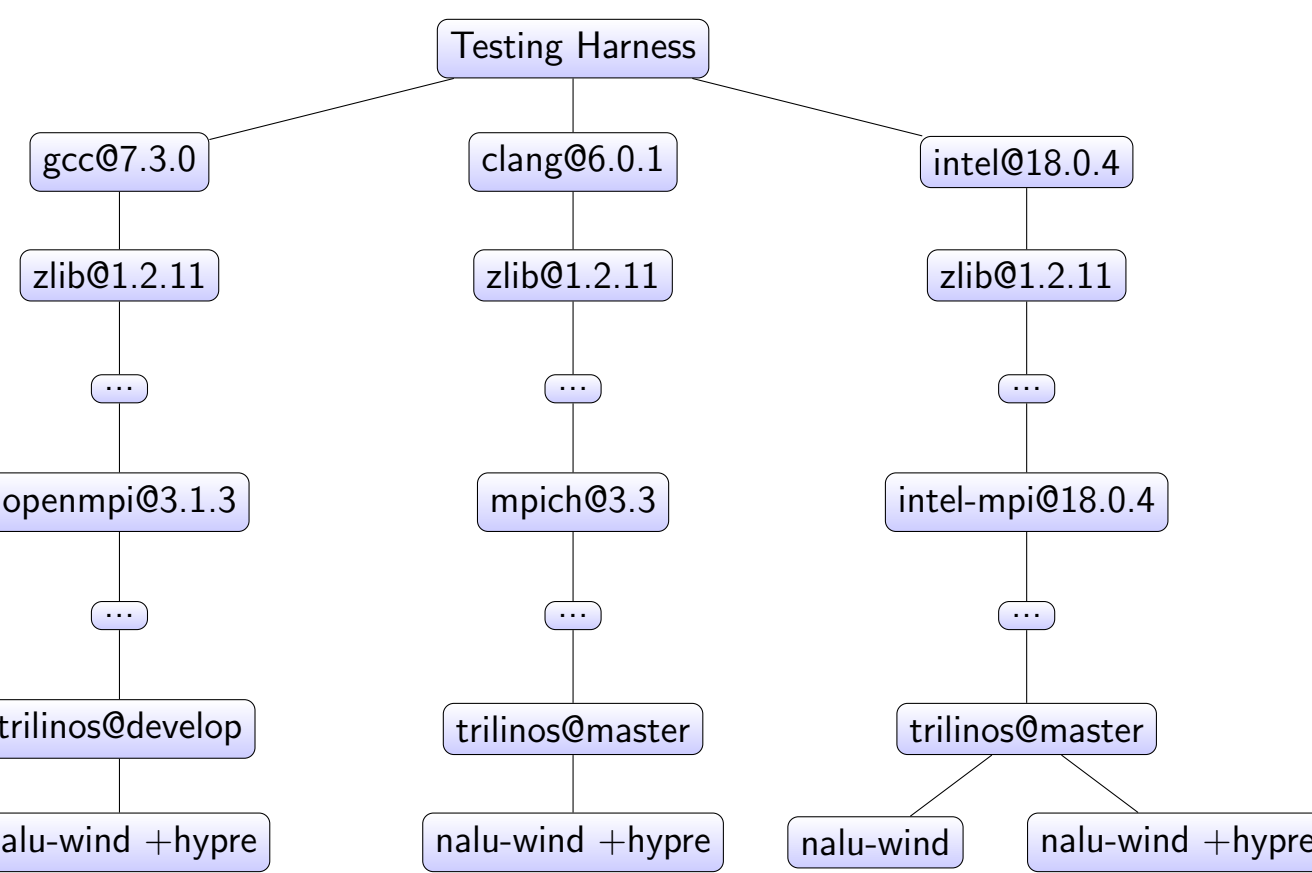 Testing Harness
gcc@7.3.0 clang@6.0.1 intel@18.0.4
zlib@1.2.11 zlib@1.2.11 zlib@1.2.11
... ... ...
openmpi@3.1.3 mpich@3.3 intel-mpi@18.0.4
... ... ...
trilinos@develop trilinos@master trilinos@master
alu-wind +hypre nalu-wind +hypre nalu-wind nalu-wind +hypre